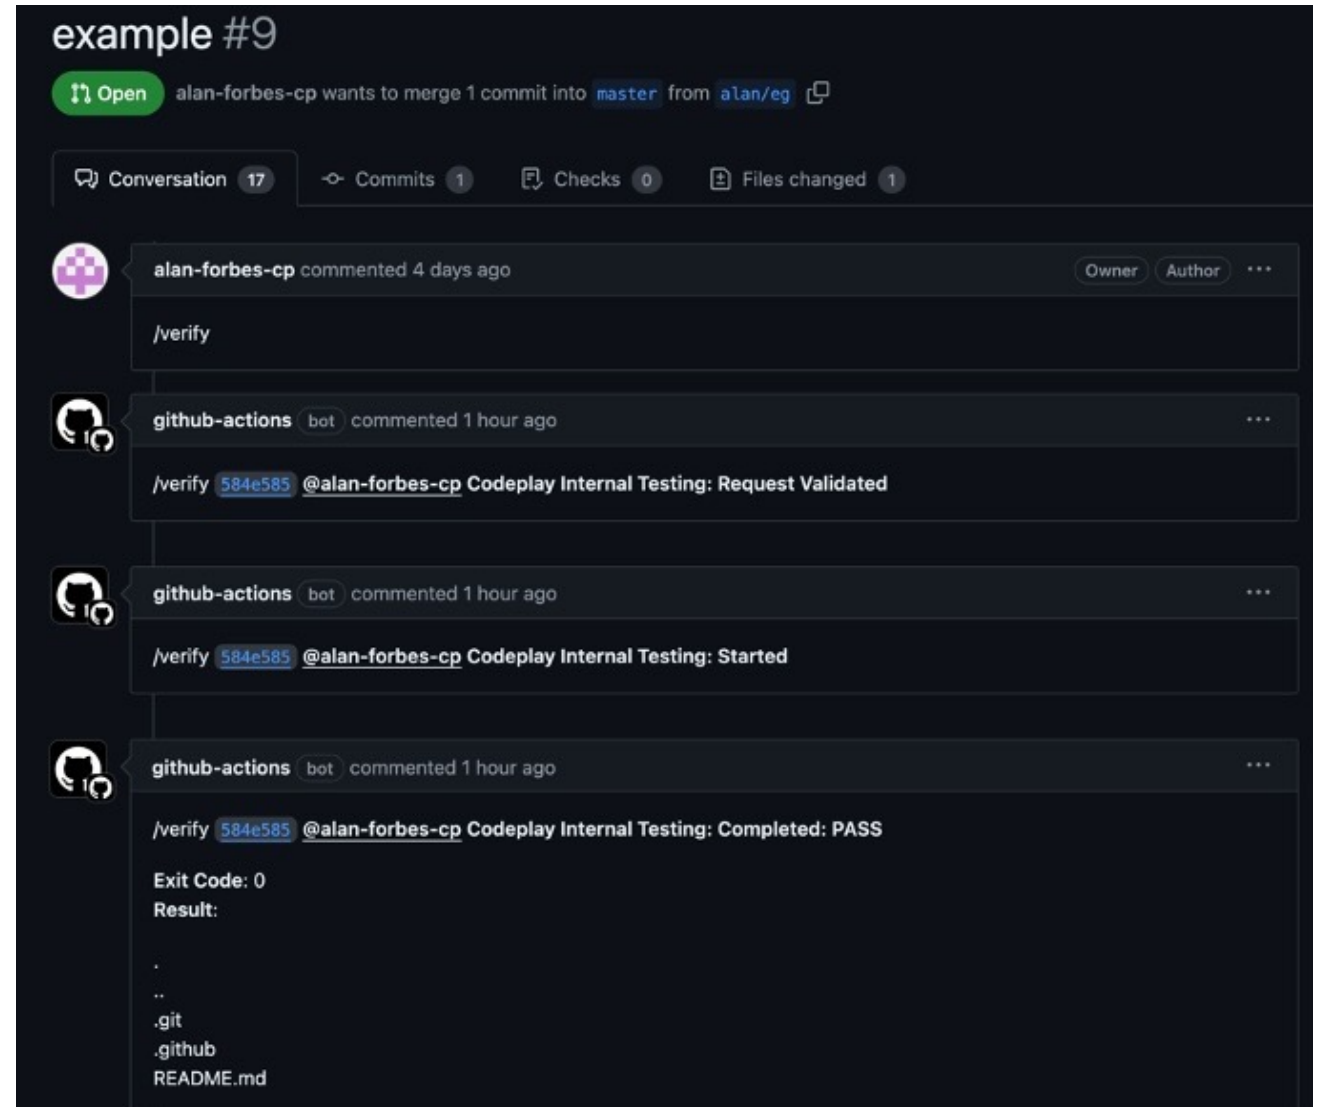 example #9
Open alan-forbes-cp wants to merge 1 commit into master from alan/eg
Conversation 17 Commits 1 Checks 0 Files changed 1
alan-forbes-cp commented 4 days ago Owner Author
/verify
github-actions bot commented 1 hour ago
/verify 584e585 @alan-forbes-cp Codeplay Internal Testing: Request Validated
github-actions bot commented 1 hour ago
/verify 584e585 @alan-forbes-cp Codeplay Internal Testing: Started
github-actions bot commented 1 hour ago
/verify 584e585 @alan-forbes-cp Codeplay Internal Testing: Completed: PASS
Exit Code: 0
Result:
.
..
.git
.github
README.md